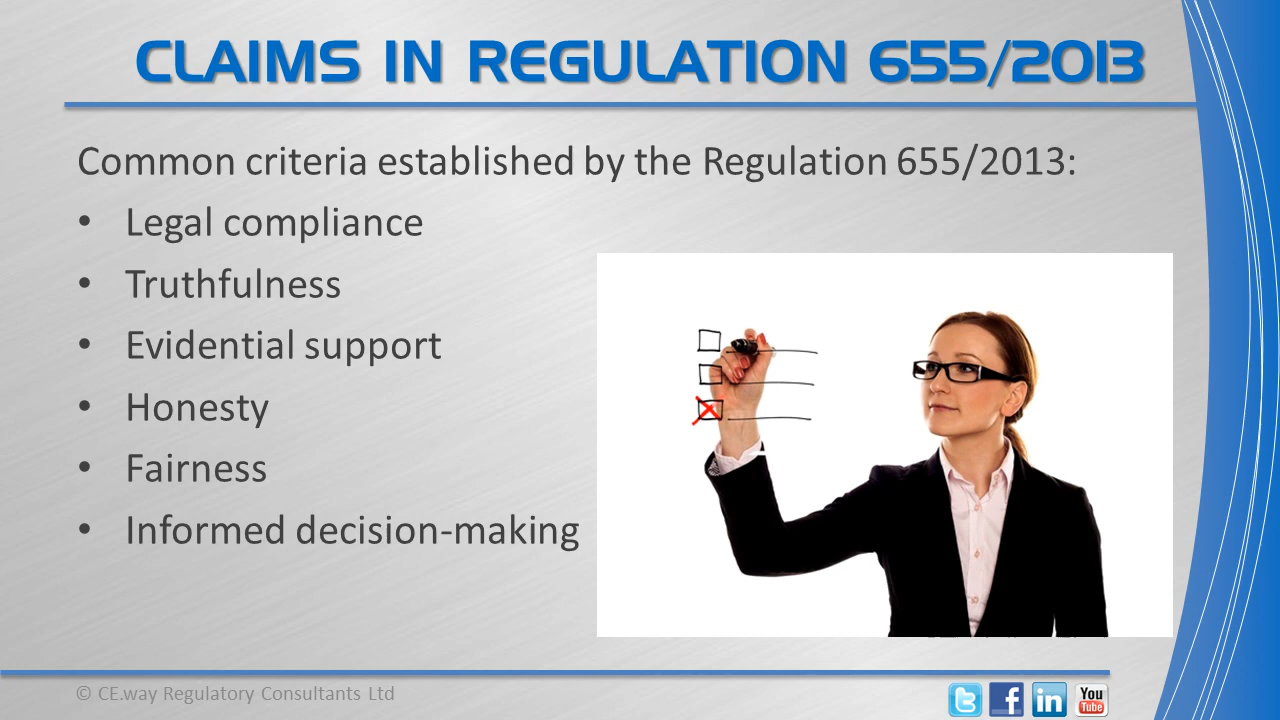 CLAIMS IN REGULATION 655/2013
Common criteria established by the Regulation 655/2013:
• Legal compliance
• Truthfulness
• Evidential support
• Honesty
• Fairness
• Informed decision-making
© CE.way Regulatory Consultants Ltd
You
Tube